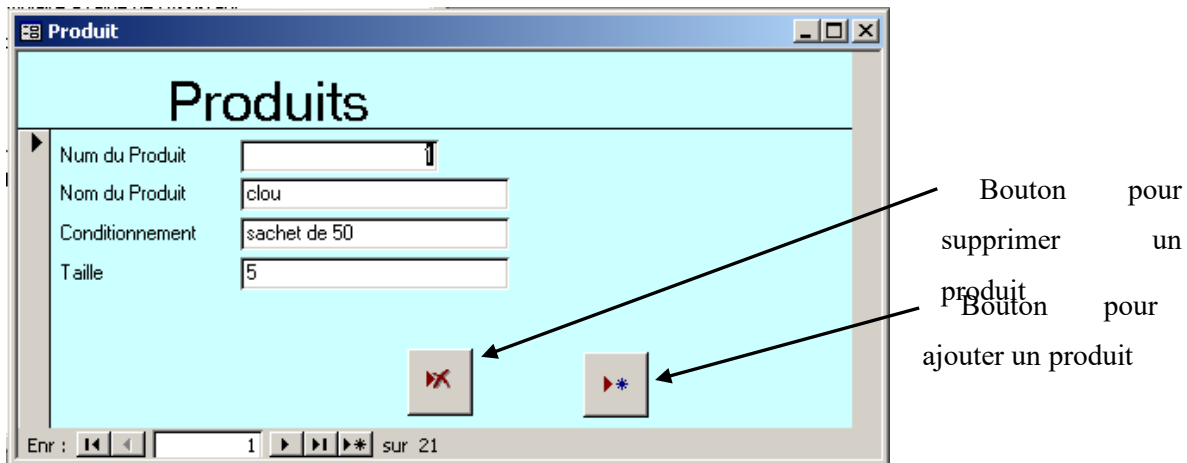 Produit
Produits
Num du Produit 1
Nom du Produit clou
Conditionnement sachet de 50
Taille 5
Bouton pour
supprimer un
produit
Bouton pour
ajouter un produit
Enr : 1 sur 21